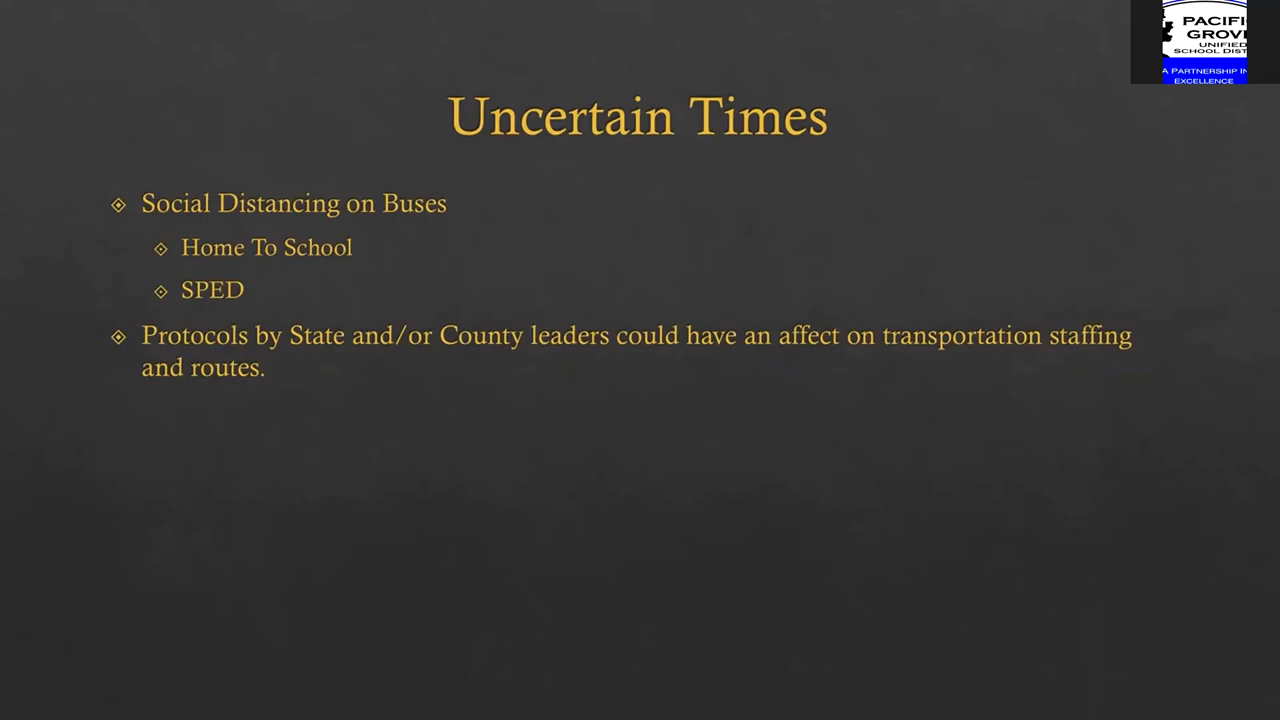 PACIFI
GROV
UNIFIED
SCHOOL DIST
A PARTNERSHIP IN
EXCELLENCE
Uncertain Times
Social Distancing on Buses
Home To School
SPED
Protocols by State and/or County leaders could have an affect on transportation staffing
and routes.